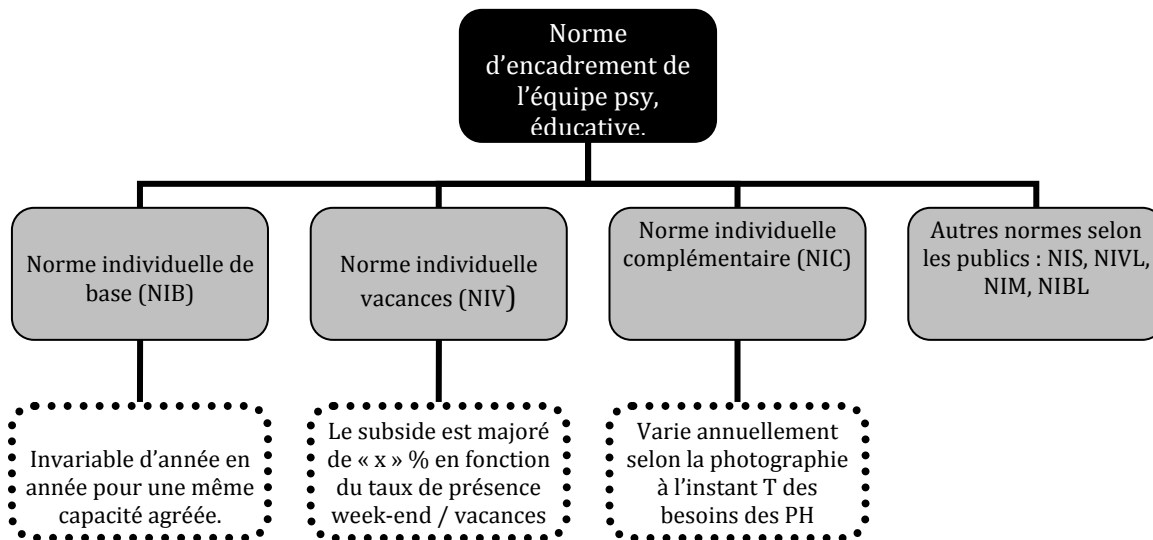 Norme
d’encadrement de
l’équipe psy,
éducative.
Norme individuelle de
base (NIB)
Norme individuelle
vacances (NIV)
Norme individuelle
complémentaire (NIC)
Autres normes selon
les publics : NIS, NIVL,
NIM, NIBL
Invariable d’année en
année pour une même
capacité agréée.
Le subside est majoré
de « x » % en fonction
du taux de présence
week-end / vacances
Varie annuellement
selon la photographie
à l’instant T des
besoins des PH